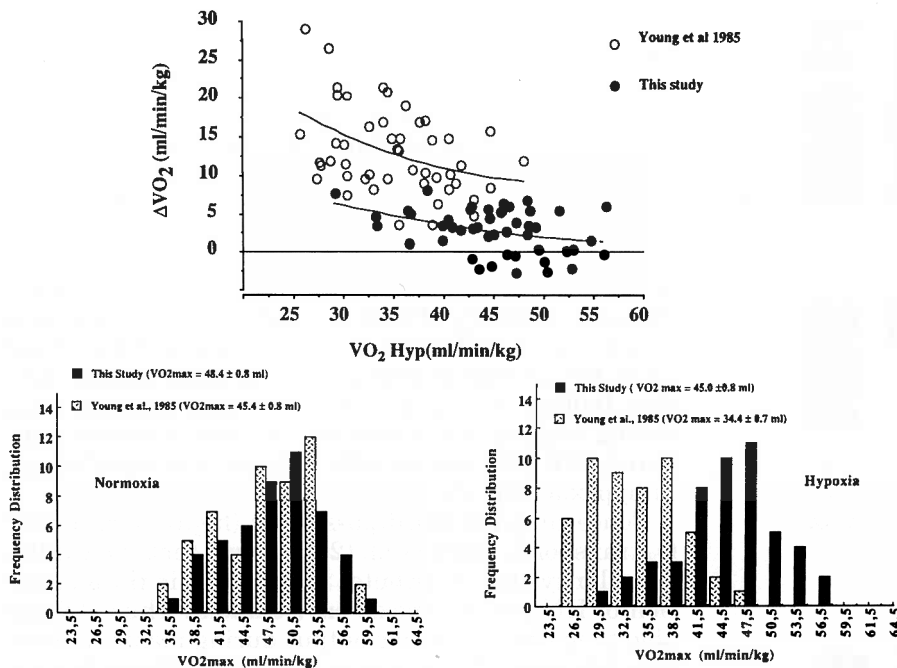 30
25
20
15
10
5
0
ΔVO2 (ml/min/kg)
Young et al 1985
This study
25 30 35 40 45 50 55 60
VO2 Hyp(ml/min/kg)
This Study (VO2max = 48.4 ± 0.8 ml)
Young et al., 1985 (VO2max = 45.4 ± 0.8 ml)
14
12
10
8
6
4
2
0
Frequency Distribution
Normoxia
23,5 26,5 29,5 32,5 35,5 38,5 41,5 44,5 47,5 50,5 53,5 56,5 59,5 61,5 64,5
VO2max (ml/min/kg)
This Study ( VO2 max = 45.0 ±0.8 ml)
Young et al., 1985 (VO2 max = 34.4 ± 0.7 ml)
14
12
10
8
6
4
2
0
Frequency Distribution
Hypoxia
23,5 26,5 29,5 32,5 35,5 38,5 41,5 44,5 47,5 50,5 53,5 56,5 59,5 61,5 64,5
VO2max (ml/min/kg)